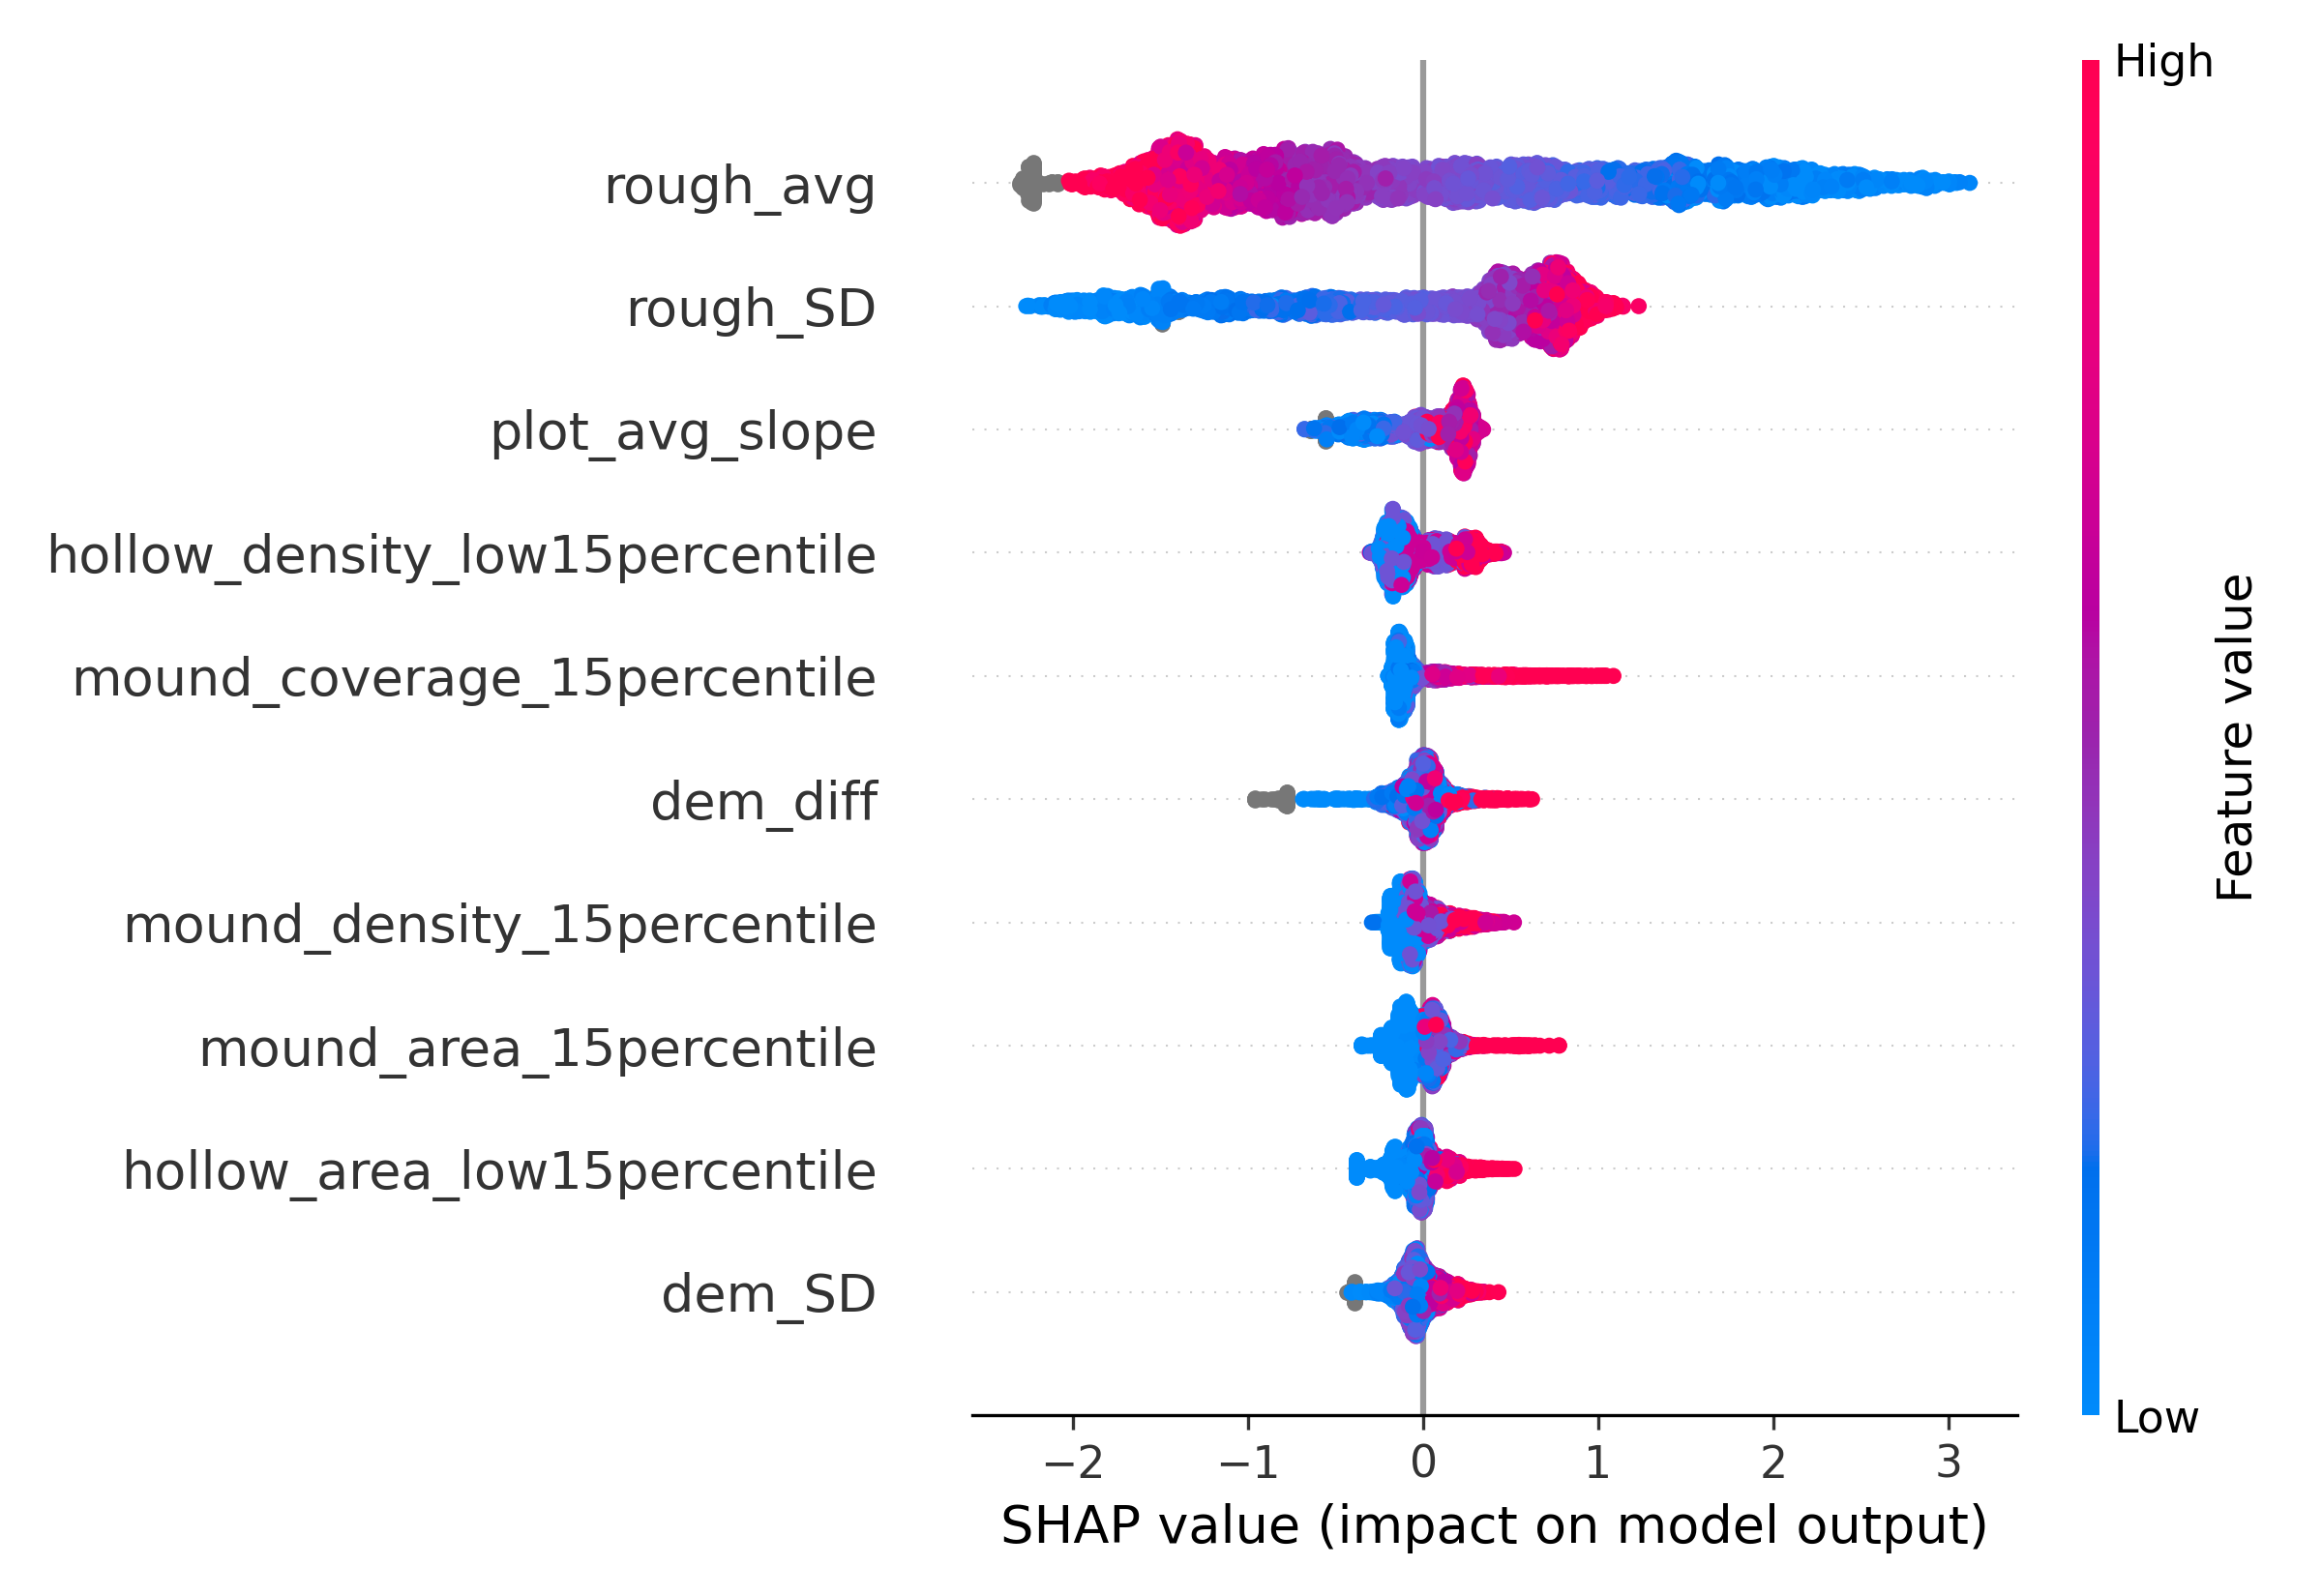 High
rough_avg
rough_SD
plot_avg_slope
hollow_density_low15percentile
mound_coverage_15percentile
dem_diff
mound_density_15percentile
mound_area_15percentile
hollow_area_low15percentile
dem_SD
Feature value
Low
−2 −1 0 1 2 3
SHAP value (impact on model output)